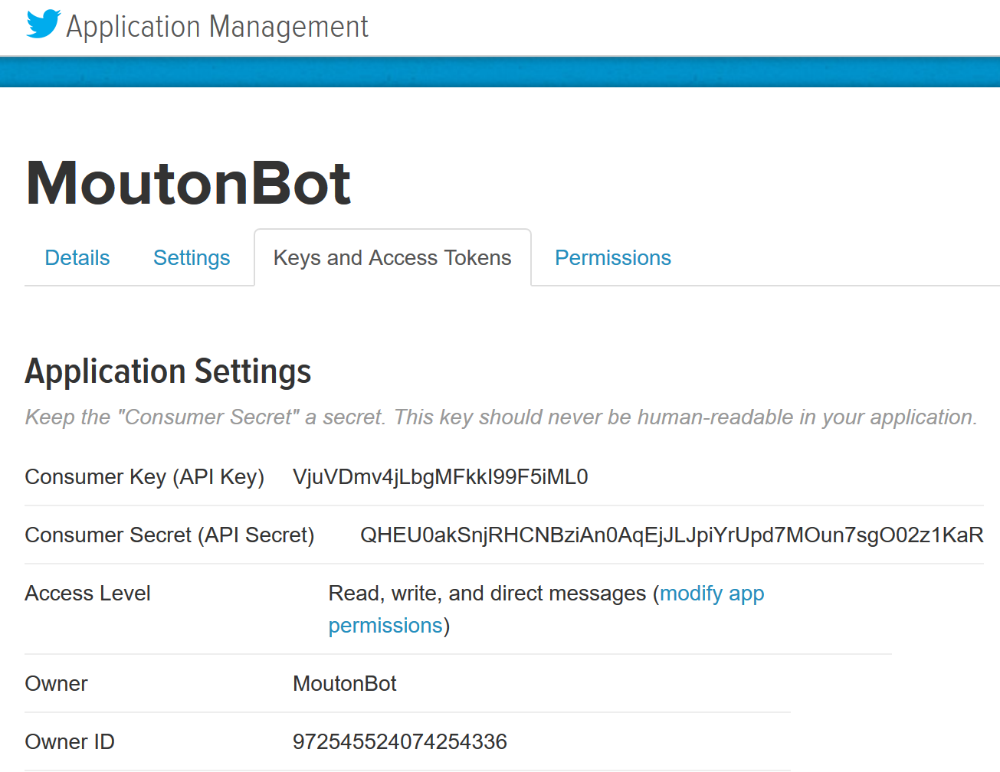 Application Management
MoutonBot
Details Settings Keys and Access Tokens Permissions
Application Settings
Keep the "Consumer Secret" a secret. This key should never be human-readable in your application.
Consumer Key (API Key) VjuVDmv4jLbgMFkkI99F5iML0
Consumer Secret (API Secret) QHEU0akSnjRHCNBziAn0AqEjJLJpiYrUpd7MOun7sgO02z1KaR
Access Level Read, write, and direct messages (modify app
permissions)
Owner MoutonBot
Owner ID 972545524074254336